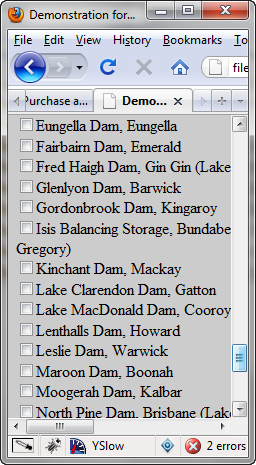 Demonstration for...
File Edit View History Bookmarks To
file
Purchase a... Demo...
Eungella Dam, Eungella
Fairbairn Dam, Emerald
Fred Haigh Dam, Gin Gin (Lake
Glenlyon Dam, Barwick
Gordonbrook Dam, Kingaroy
Isis Balancing Storage, Bundabe
Gregory)
Kinchant Dam, Mackay
Lake Clarendon Dam, Gatton
Lake MacDonald Dam, Cooroy
Lenthalls Dam, Howard
Leslie Dam, Warwick
Maroon Dam, Boonah
Moogerah Dam, Kalbar
North Pine Dam, Brisbane (Lake
YSlow 2 errors